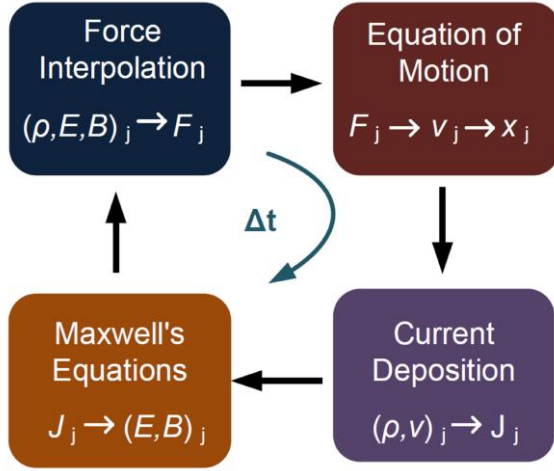 Force
Interpolation
(ρ,E,B) j → F j
Equation of
Motion
F j → v j → x j
Δt
Maxwell's
Equations
J j → (E,B) j
Current
Deposition
(ρ,v) j → J j